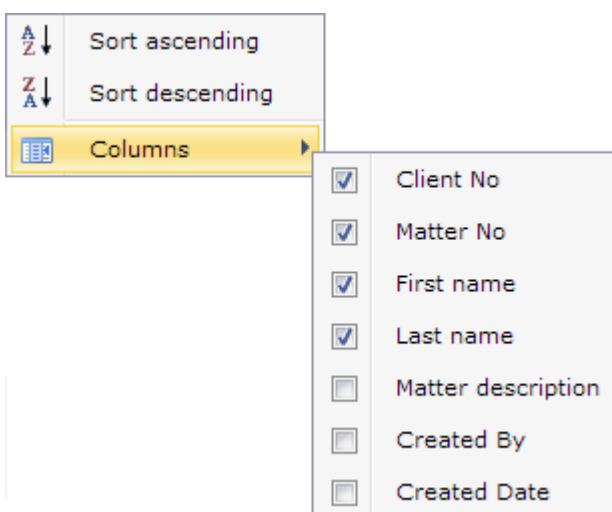 Sort ascending
Sort descending
Columns
Client No
Matter No
First name
Last name
Matter description
Created By
Created Date